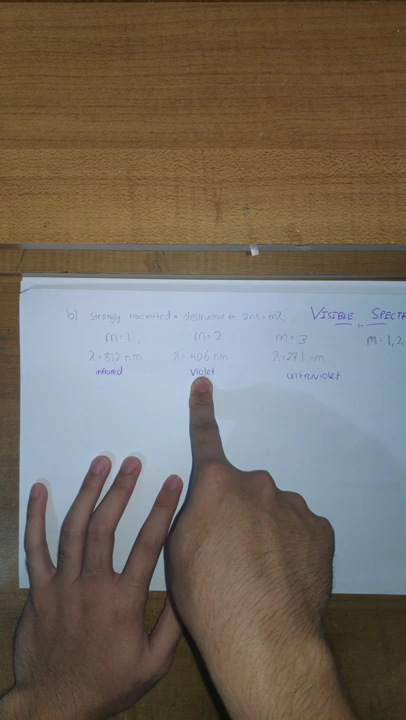 b) strongly transmitted = destructive = 2nt = mλ
VISIBLE SPECTR
m = 1 m = 2 m = 3 m = 1, 2,
λ = 812 nm λ = 406 nm λ = 271 nm
infrared violet ultraviolet